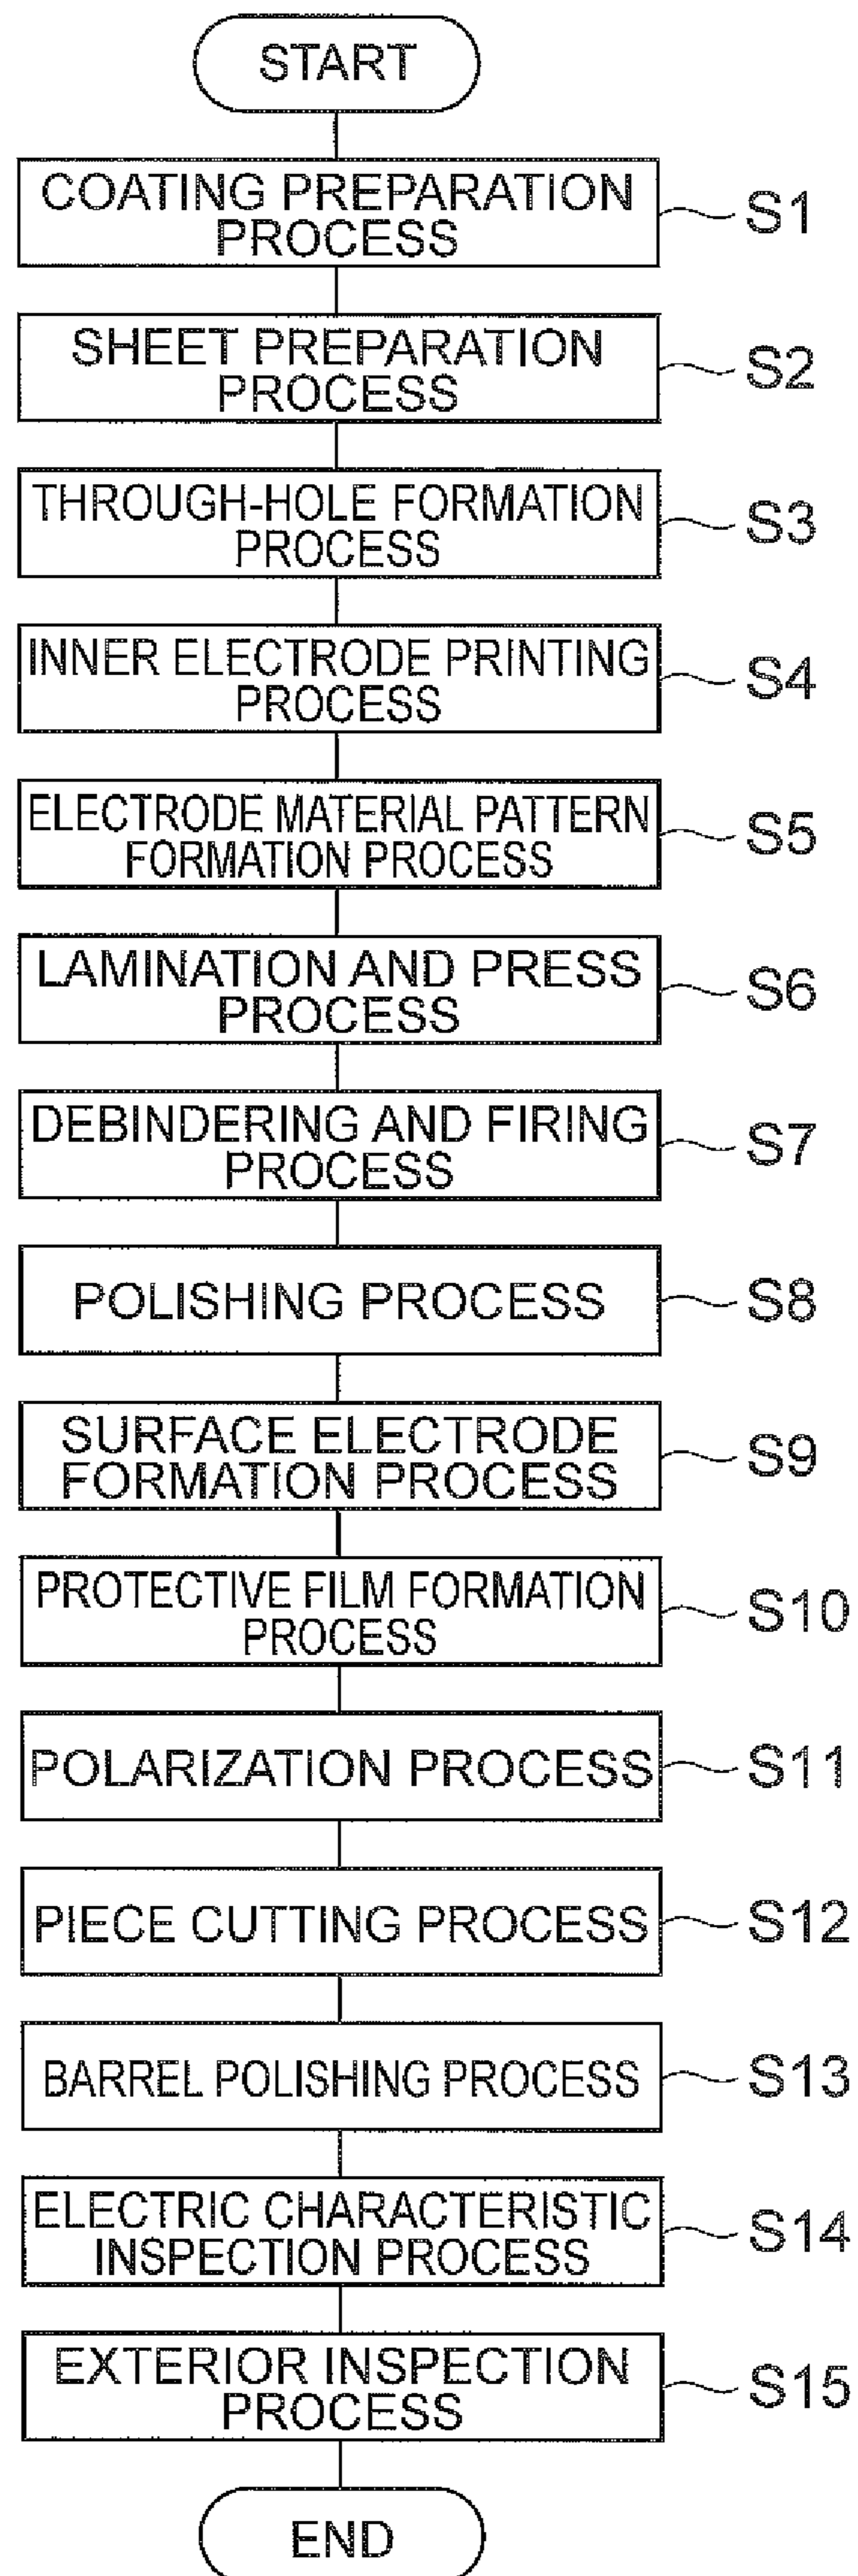 START
COATING PREPARATION
PROCESS
S1
SHEET PREPARATION
PROCESS
S2
THROUGH-HOLE FORMATION
PROCESS
S3
INNER ELECTRODE PRINTING
PROCESS
S4
ELECTRODE MATERIAL PATTERN
FORMATION PROCESS
S5
LAMINATION AND PRESS
PROCESS
S6
DEBINDERING AND FIRING
PROCESS
S7
POLISHING PROCESS
S8
SURFACE ELECTRODE
FORMATION PROCESS
S9
PROTECTIVE FILM FORMATION
PROCESS
S10
POLARIZATION PROCESS
S11
PIECE CUTTING PROCESS
S12
BARREL POLISHING PROCESS
S13
ELECTRIC CHARACTERISTIC
INSPECTION PROCESS
S14
EXTERIOR INSPECTION
PROCESS
S15
END